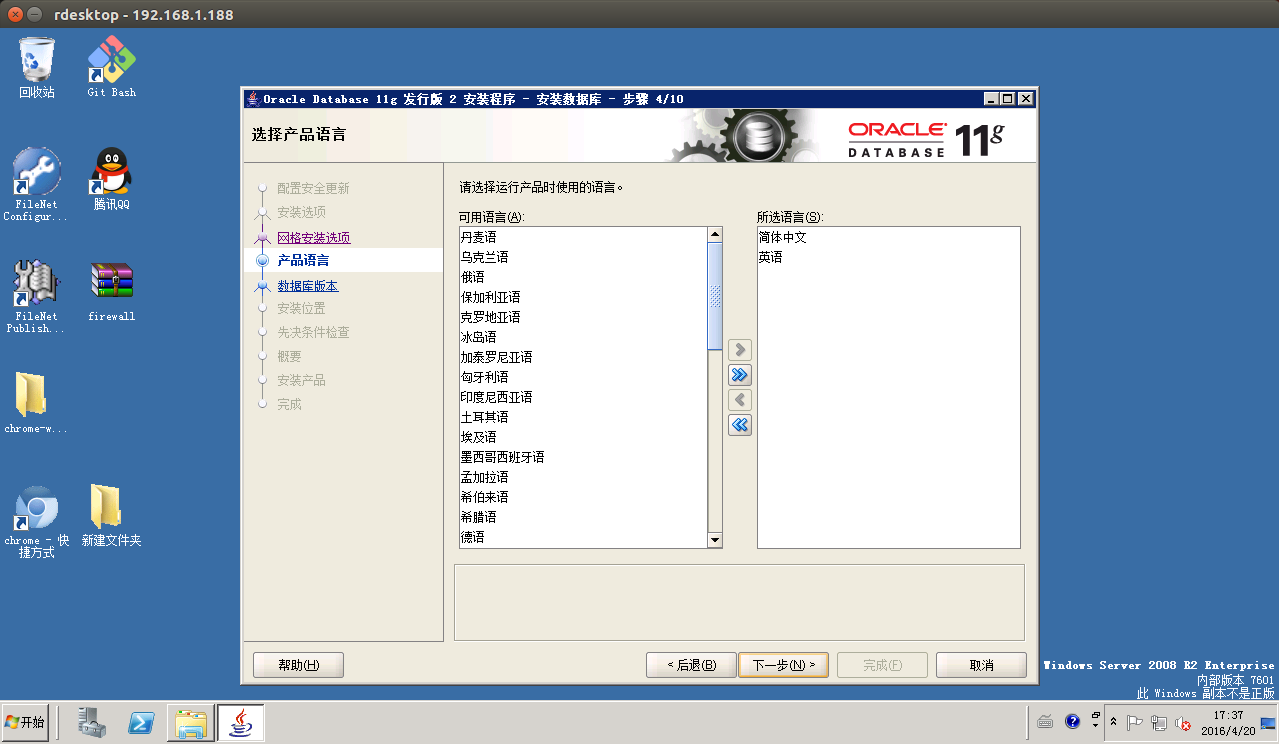 rdesktop - 192.168.1.188
回收站
Git Bash
FileNet
Configur...
腾讯QQ
FileNet
Publish...
firewall
chrome-w...
chrome - 快
捷方式
新建文件夹
Oracle Database 11g 发行版 2 安装程序 - 安装数据库 - 步骤 4/10
选择产品语言
ORACLE
DATABASE
11g
配置安全更新
安装选项
网格安装选项
产品语言
数据库版本
安装位置
先决条件检查
概要
安装产品
完成
请选择运行产品时使用的语言。
可用语言(A):
丹麦语
乌克兰语
俄语
保加利亚语
克罗地亚语
冰岛语
加泰罗尼亚语
匈牙利语
印度尼西亚语
土耳其语
埃及语
墨西哥西班牙语
孟加拉语
希伯来语
希腊语
德语
所选语言(S):
简体中文
英语
帮助(H)
< 后退(B)
下一步(N) >
完成(F)
取消
Windows Server 2008 R2 Enterprise
内部版本 7601
此 Windows 副本不是正版
开始
17:37
2016/4/20